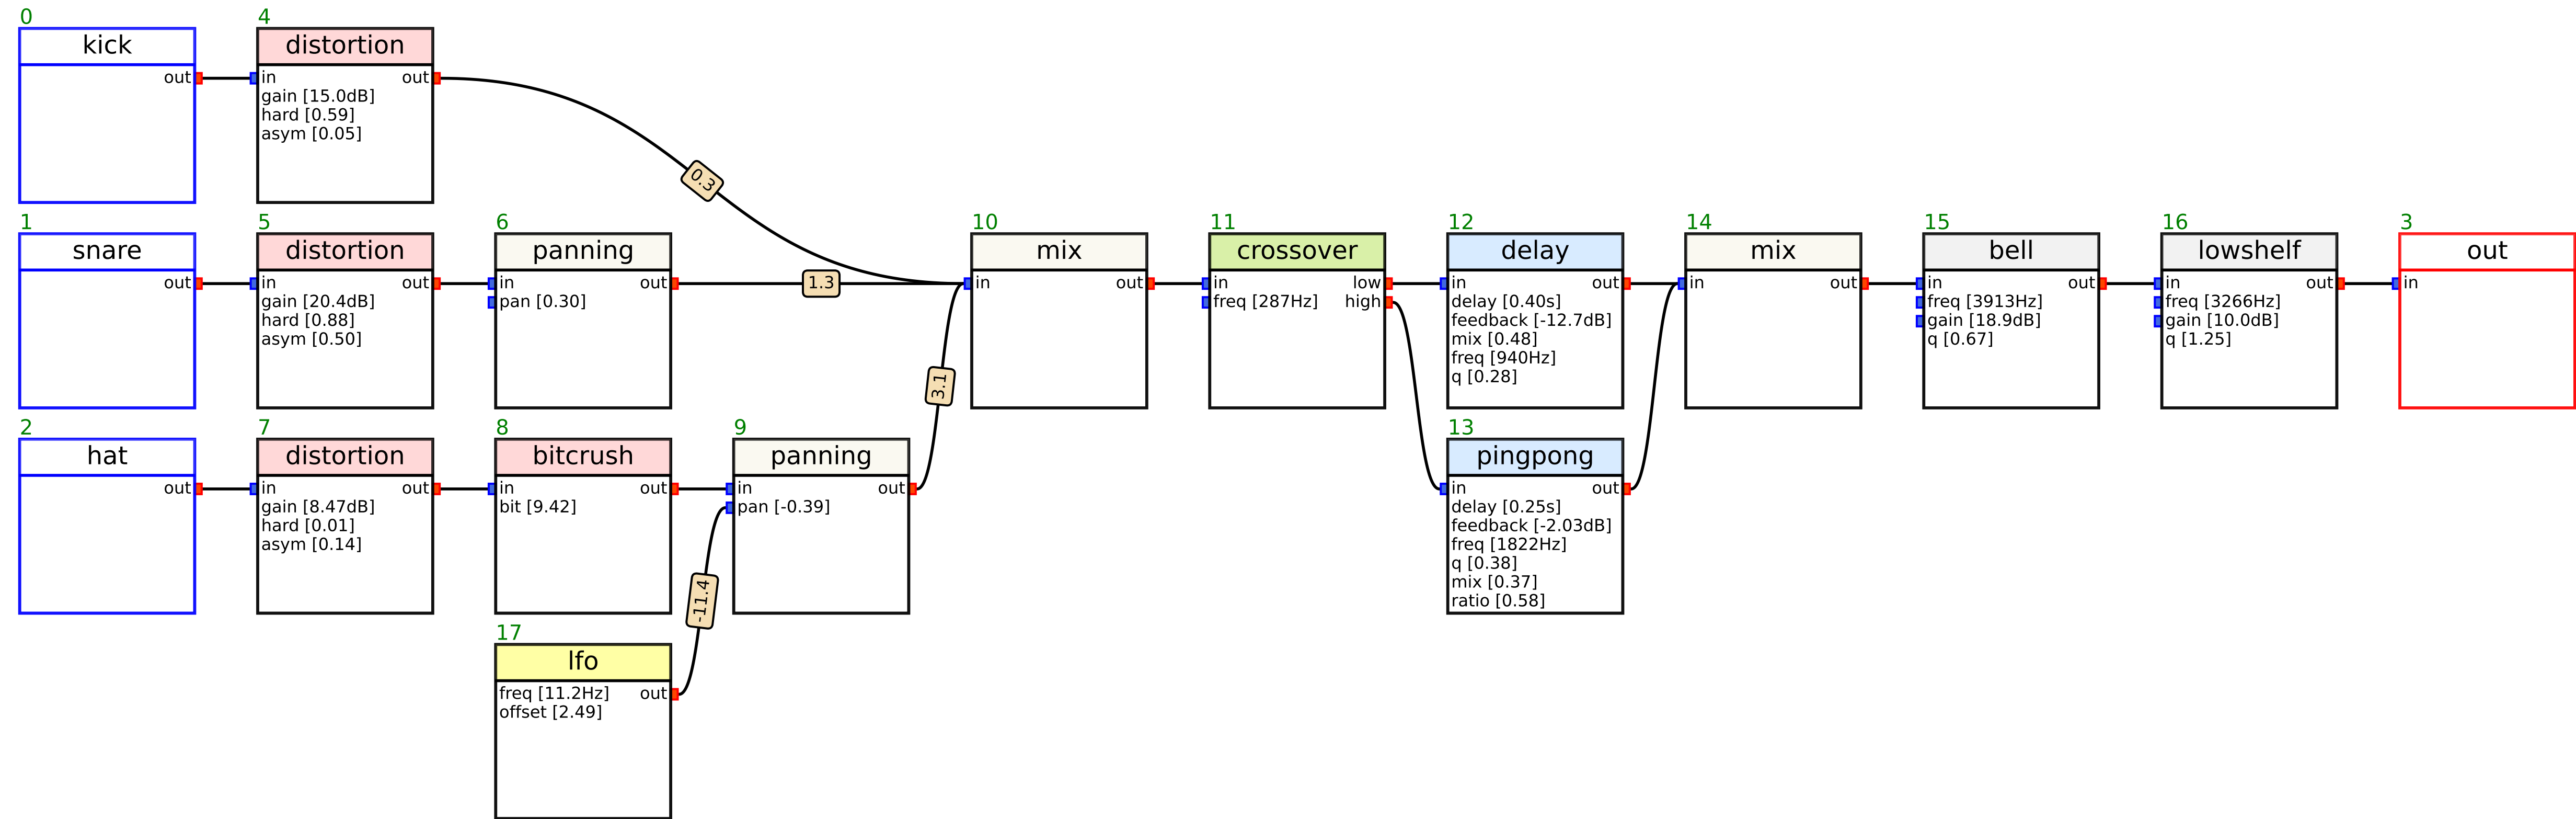 0
kick
out
4
distortion
in out
gain [15.0dB]
hard [0.59]
asym [0.05]
0.3
1
snare
out
5
distortion
in out
gain [20.4dB]
hard [0.88]
asym [0.50]
6
panning
in out
pan [0.30]
1.3
10
mix
in out
11
crossover
in low
freq [287Hz] high
12
delay
in out
delay [0.40s]
feedback [-12.7dB]
mix [0.48]
freq [940Hz]
q [0.28]
14
mix
in out
15
bell
in out
freq [3913Hz]
gain [18.9dB]
q [0.67]
16
lowshelf
in out
freq [3266Hz]
gain [10.0dB]
q [1.25]
3
out
in
2
hat
out
7
distortion
in out
gain [8.47dB]
hard [0.01]
asym [0.14]
8
bitcrush
in out
bit [9.42]
9
panning
in out
pan [-0.39]
3.1
13
pingpong
in out
delay [0.25s]
feedback [-2.03dB]
freq [1822Hz]
q [0.38]
mix [0.37]
ratio [0.58]
-11.4
17
lfo
freq [11.2Hz] out
offset [2.49]